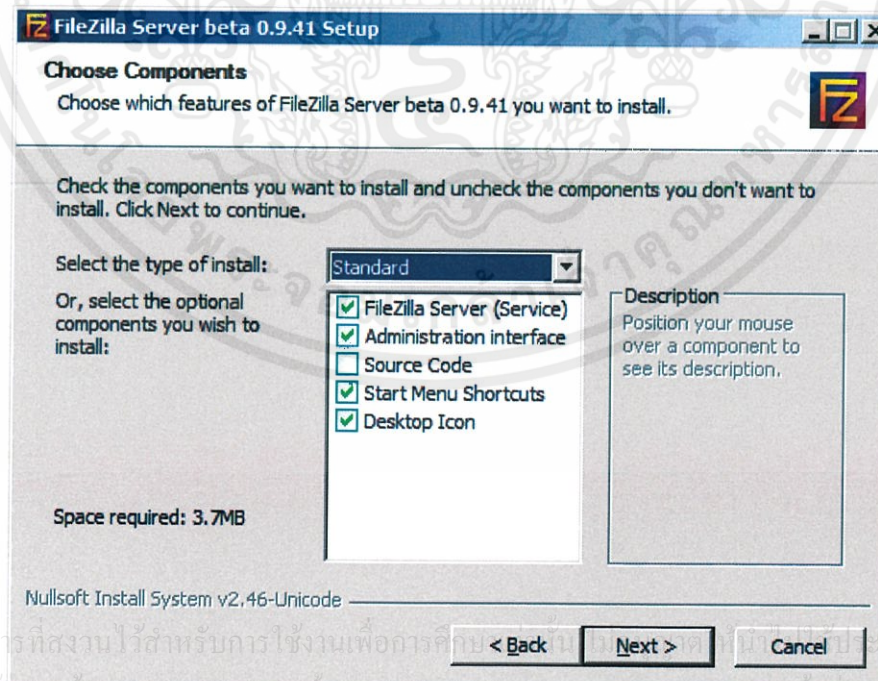 FileZilla Server beta 0.9.41 Setup
Choose Components
Choose which features of FileZilla Server beta 0.9.41 you want to install.
Check the components you want to install and uncheck the components you don't want to
install. Click Next to continue.
Select the type of install:
Standard
Or, select the optional
components you wish to
install:
FileZilla Server (Service)
Administration interface
Source Code
Start Menu Shortcuts
Desktop Icon
Description
Position your mouse
over a component to
see its description.
Space required: 3.7MB
Nullsoft Install System v2.46-Unicode
< Back
Next >
Cancel